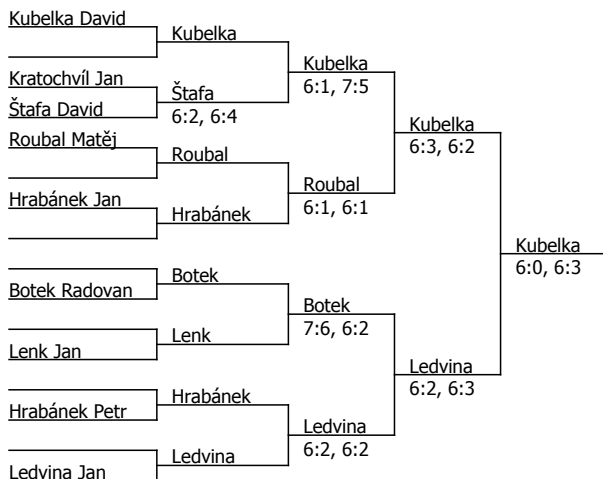 Kubelka David
Kubelka
Kubelka
6:1, 7:5
Kratochvíl Jan
Štafa
6:2, 6:4
Štafa David
Kubelka
6:3, 6:2
Roubal Matěj
Roubal
Roubal
6:1, 6:1
Hrabánek Jan
Hrabánek
Kubelka
6:0, 6:3
Botek
Botek Radovan
Botek
7:6, 6:2
Lenk
Lenk Jan
Ledvina
6:2, 6:3
Hrabánek
Hrabánek Petr
Ledvina
6:2, 6:2
Ledvina
Ledvina Jan